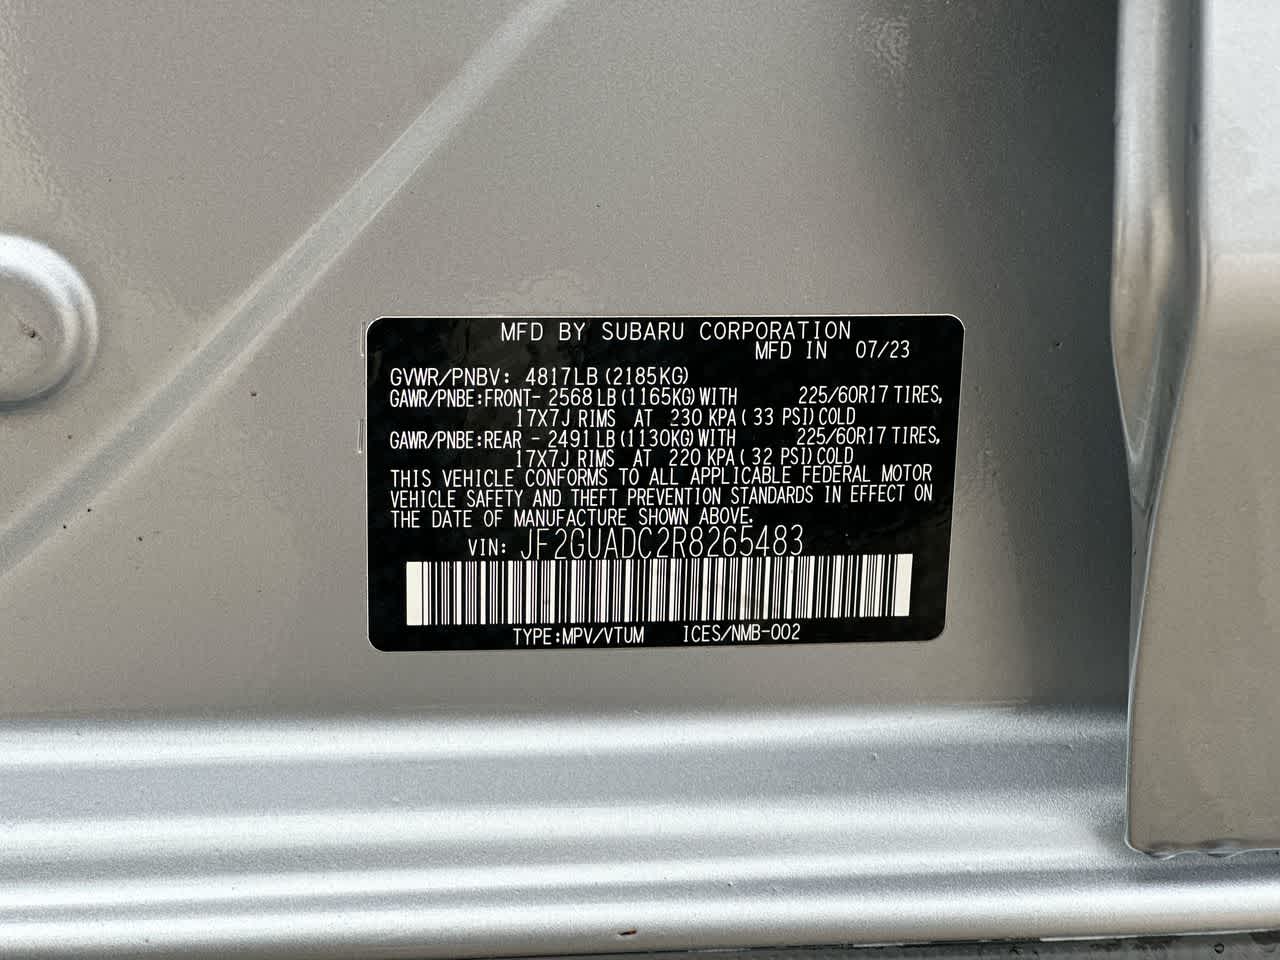 MFD BY SUBARU CORPORATION
MFD IN 07/23
GVWR/PNBV: 4817LB (2185KG)
GAWR/PNBE:FRONT- 2568 LB (1165KG) WITH 225/60R17 TIRES,
17X7J RIMS AT 230 KPA ( 33 PSI) COLD
GAWR/PNBE:REAR - 2491 LB (1130KG) WITH 225/60R17 TIRES,
17X7J RIMS AT 220 KPA ( 32 PSI) COLD
THIS VEHICLE CONFORMS TO ALL APPLICABLE FEDERAL MOTOR
VEHICLE SAFETY AND THEFT PREVENTION STANDARDS IN EFFECT ON
THE DATE OF MANUFACTURE SHOWN ABOVE.
VIN: JF2GUADC2R8265483
TYPE:MPV/VTUM ICES/NMB-002